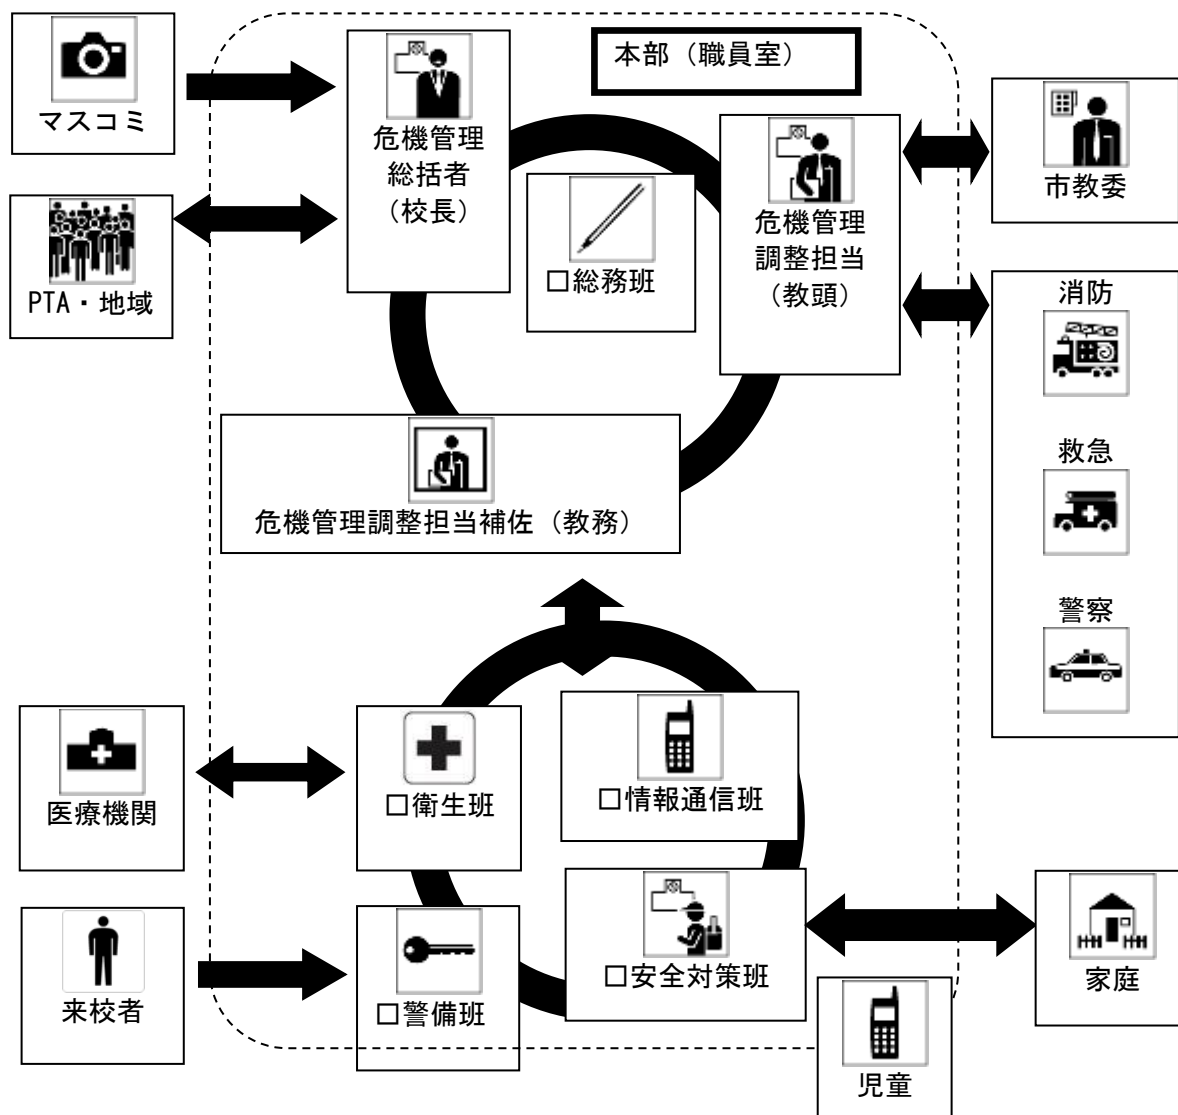 本部（職員室）
マスコミ
危機管理
総括者
（校長）
PTA・地域
□総務班
危機管理
調整担当
（教頭）
市教委
消防
救急
警察
危機管理調整担当補佐（教務）
医療機関
□衛生班
□情報通信班
来校者
□警備班
□安全対策班
家庭
児童